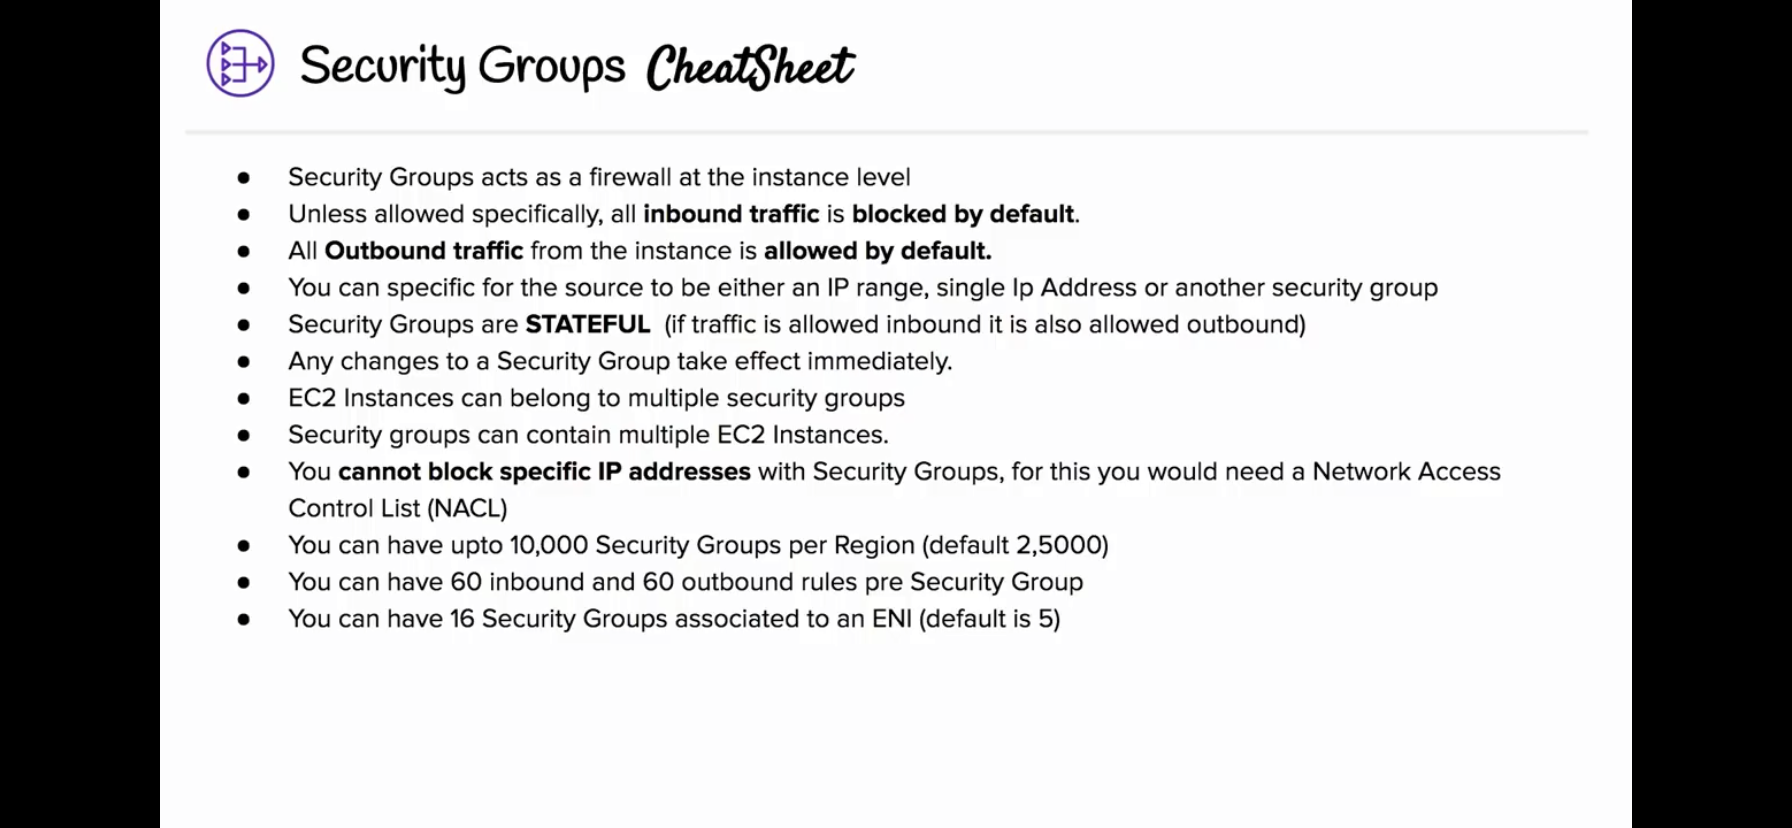 Security Groups CheatSheet
● Security Groups acts as a firewall at the instance level
● Unless allowed specifically, all inbound traffic is blocked by default.
● All Outbound traffic from the instance is allowed by default.
● You can specific for the source to be either an IP range, single Ip Address or another security group
● Security Groups are STATEFUL (if traffic is allowed inbound it is also allowed outbound)
● Any changes to a Security Group take effect immediately.
● EC2 Instances can belong to multiple security groups
● Security groups can contain multiple EC2 Instances.
● You cannot block specific IP addresses with Security Groups, for this you would need a Network Access
Control List (NACL)
● You can have upto 10,000 Security Groups per Region (default 2,5000)
● You can have 60 inbound and 60 outbound rules pre Security Group
● You can have 16 Security Groups associated to an ENI (default is 5)